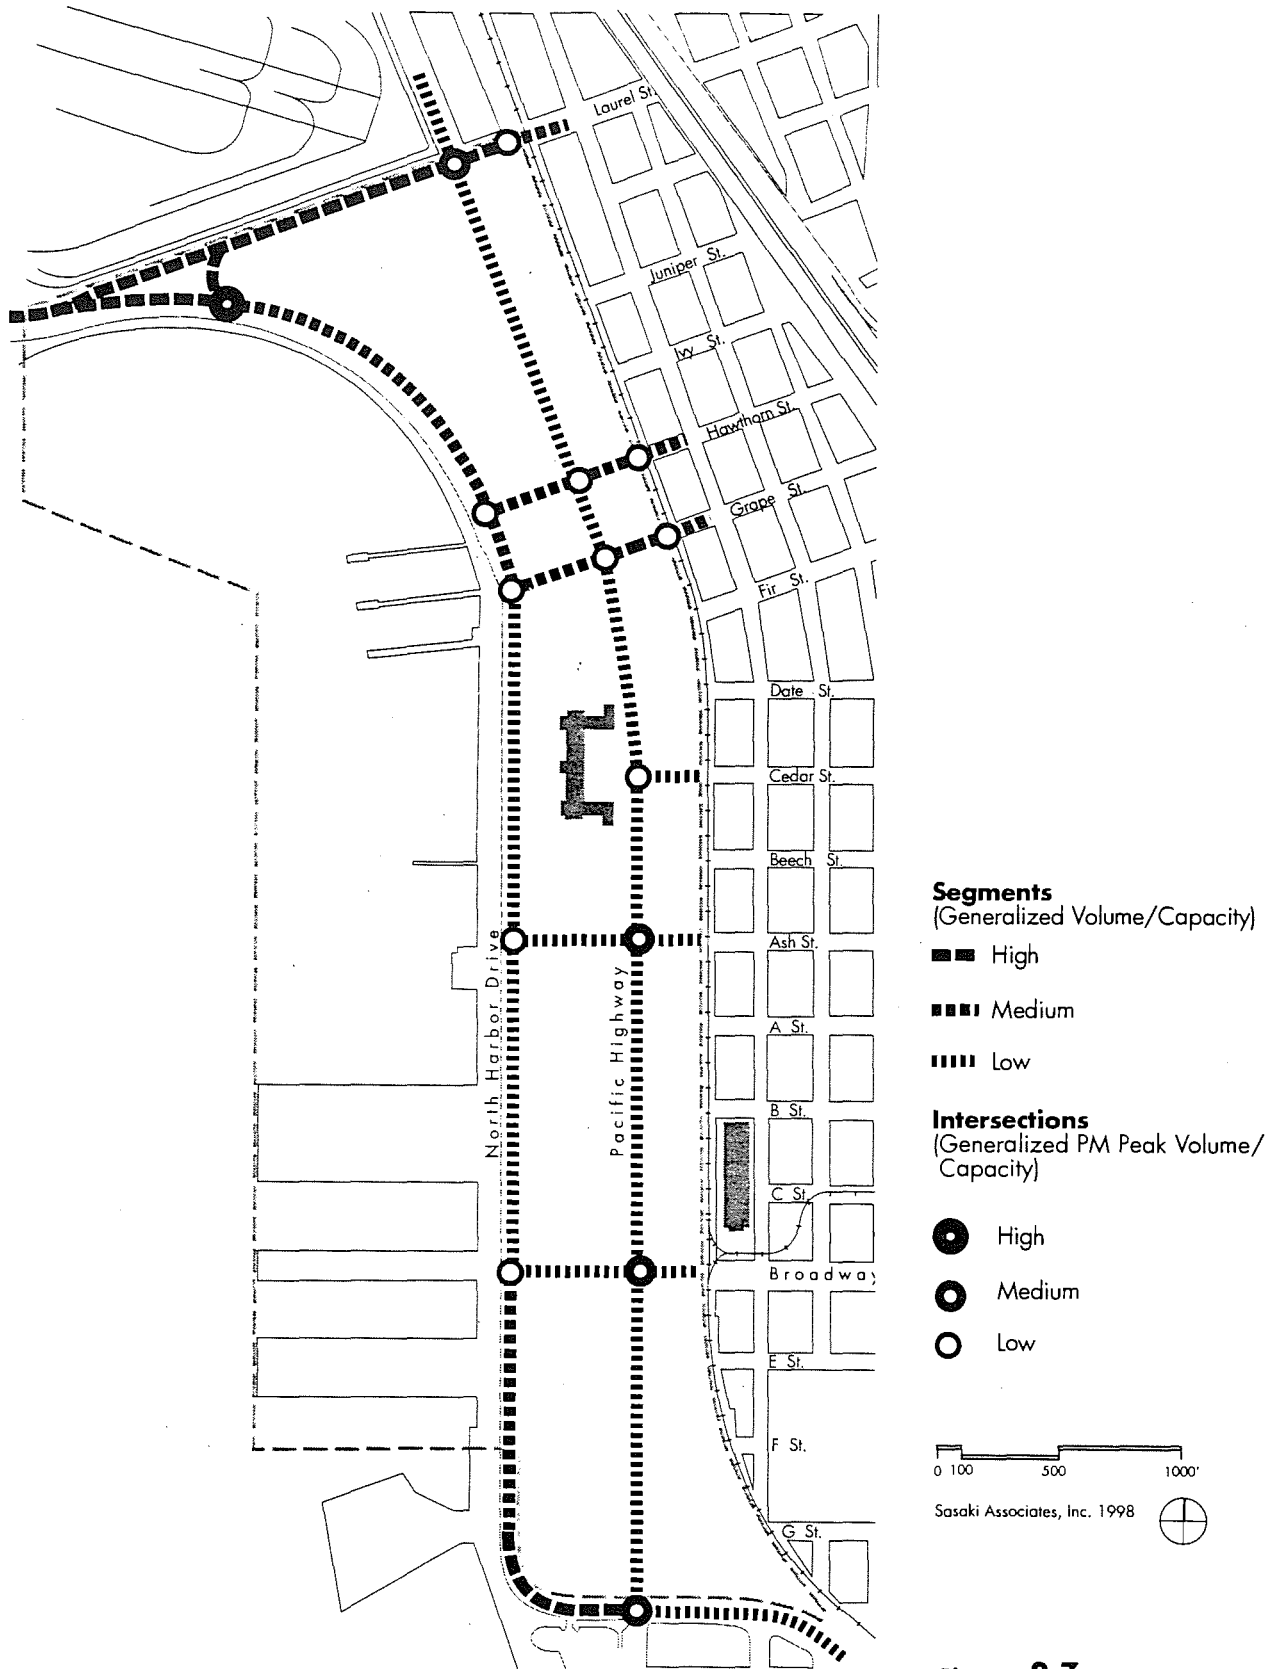 Laurel St.
Juniper St.
Ivy St.
Hawthorn St.
Grape St.
Fir St.
Date St.
Cedar St.
Beech St.
Ash St.
A St.
B St.
C St.
Broadway
E St.
F St.
G St.
North Harbor Drive
Pacific Highway
Segments
(Generalized Volume/Capacity)
High
Medium
Low
Intersections
(Generalized PM Peak Volume/
Capacity)
High
Medium
Low
0 100 500 1000'
Sasaki Associates, Inc. 1998